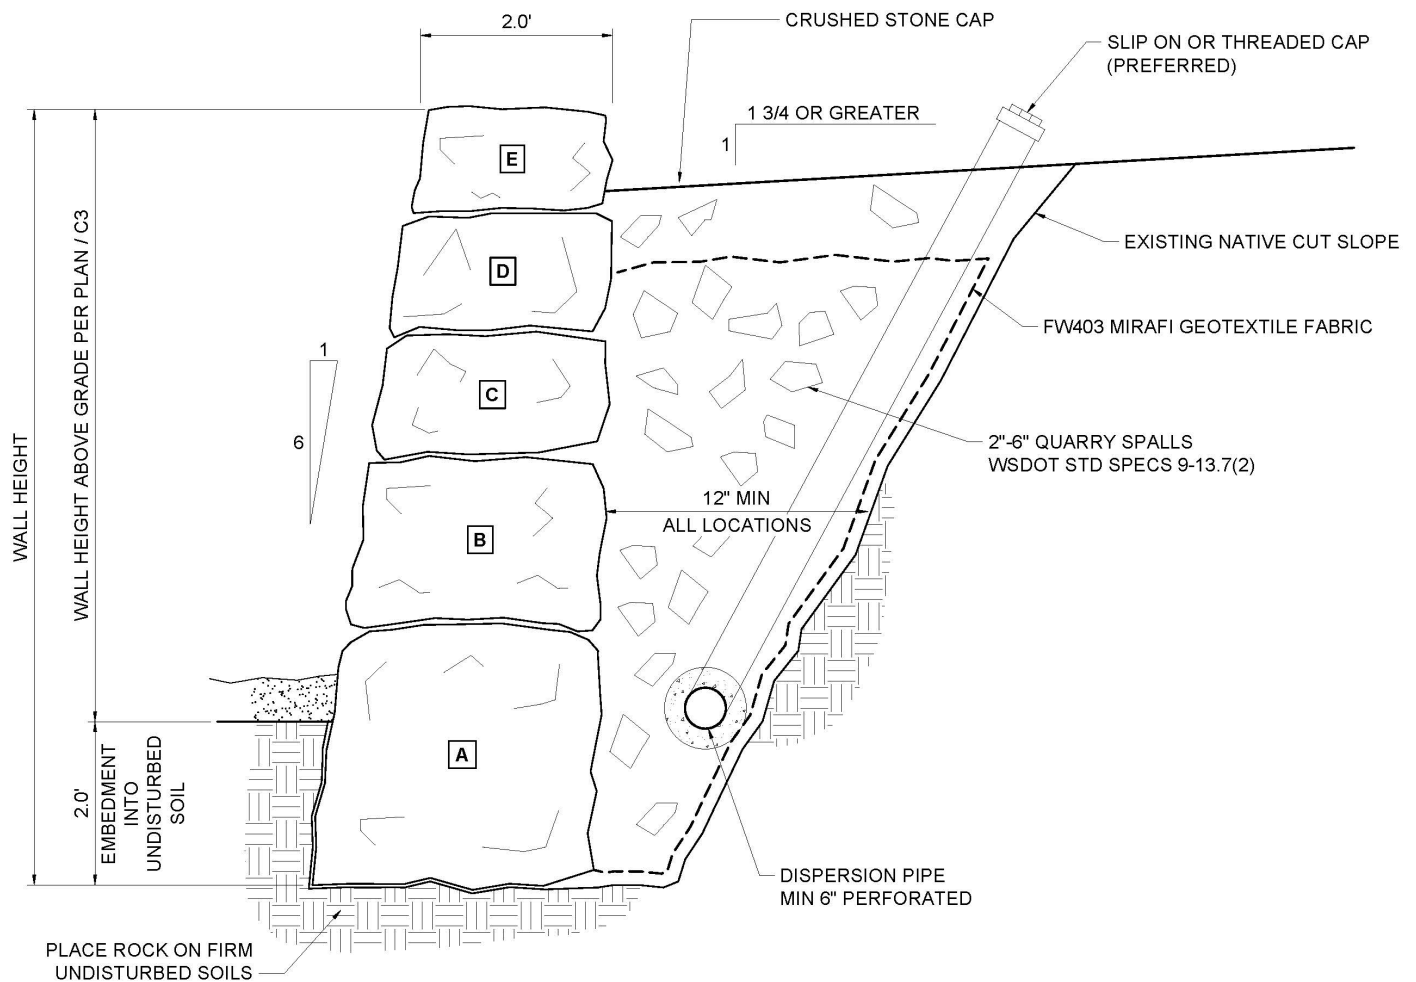 2.0'
CRUSHED STONE CAP
SLIP ON OR THREADED CAP
(PREFERRED)
1 3/4 OR GREATER
1
E
D
C
B
A
EXISTING NATIVE CUT SLOPE
FW403 MIRAFI GEOTEXTILE FABRIC
1
6
2"-6" QUARRY SPALLS
WSDOT STD SPECS 9-13.7(2)
12" MIN
ALL LOCATIONS
WALL HEIGHT
WALL HEIGHT ABOVE GRADE PER PLAN / C3
2.0'
EMBEDMENT
INTO
UNDISTURBED
SOIL
DISPERSION PIPE
MIN 6" PERFORATED
PLACE ROCK ON FIRM
UNDISTURBED SOILS